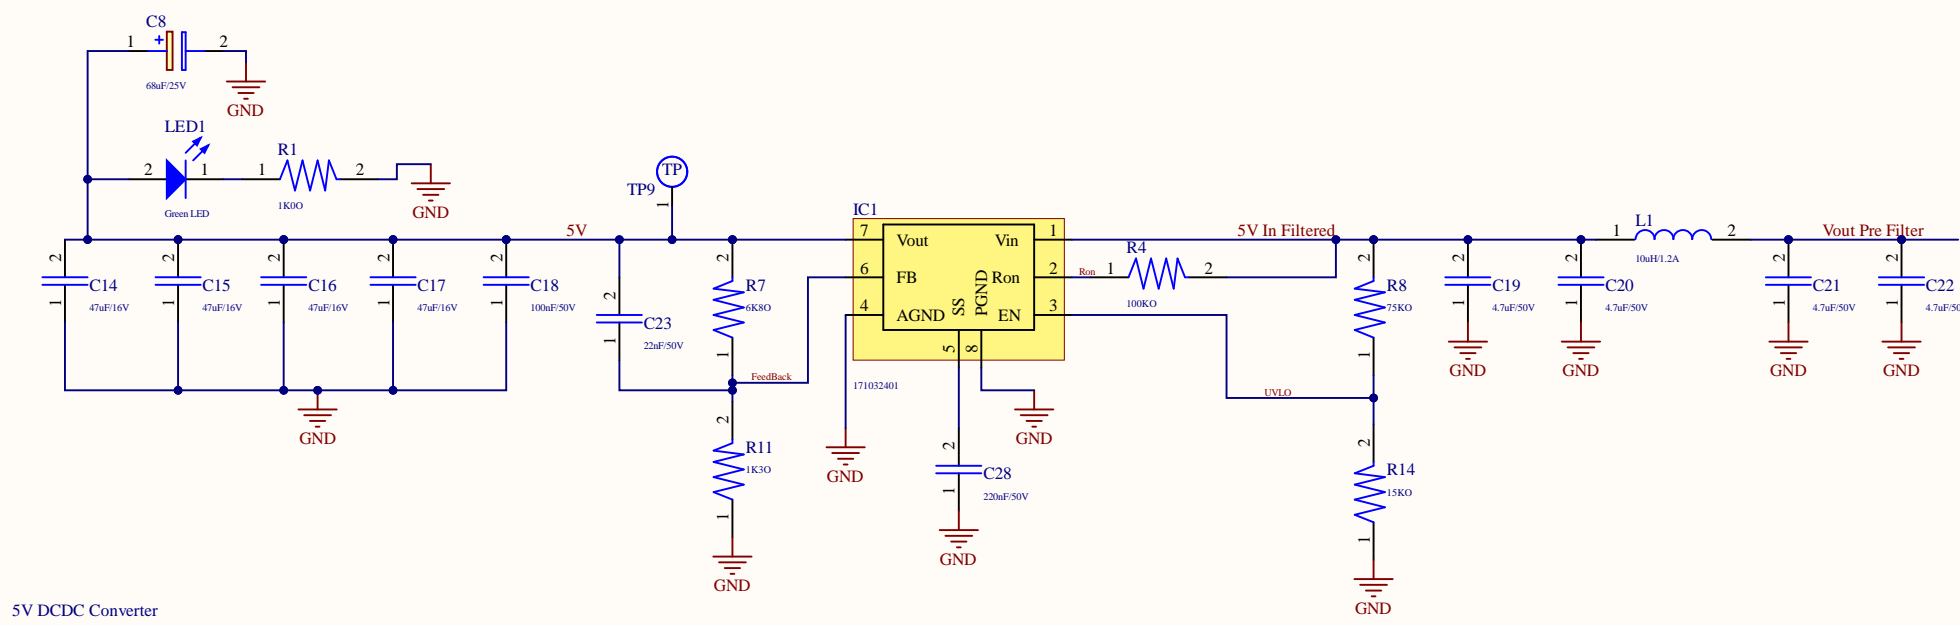 C8
1 + 2
68uF/25V
GND
LED1
2 1
Green LED
R1
1 2
1K0O
GND
TP
TP9
1
5V
2
C14
47uF/16V
1
2
C15
47uF/16V
1
2
C16
47uF/16V
1
2
C17
47uF/16V
1
2
C18
100nF/50V
1
GND
2
C23
22nF/50V
1
2
R7
6K8O
1
FeedBack
2
R11
1K3O
1
GND
IC1
7 Vout Vin 1
6 FB Ron 2
4 AGND EN 3
SS PGND
5 8
171032401
GND
GND
2
C28
220nF/50V
1
GND
5V In Filtered
Ron
R4
1 2
100KO
UVLO
2
R8
75KO
1
2
R14
15KO
1
GND
2
C19
4.7uF/50V
1
GND
2
C20
4.7uF/50V
1
GND
L1
1 2
10uH/1.2A
Vout Pre Filter
2
C21
4.7uF/50V
1
GND
2
C22
4.7uF/50
1
GND
5V DCDC Converter